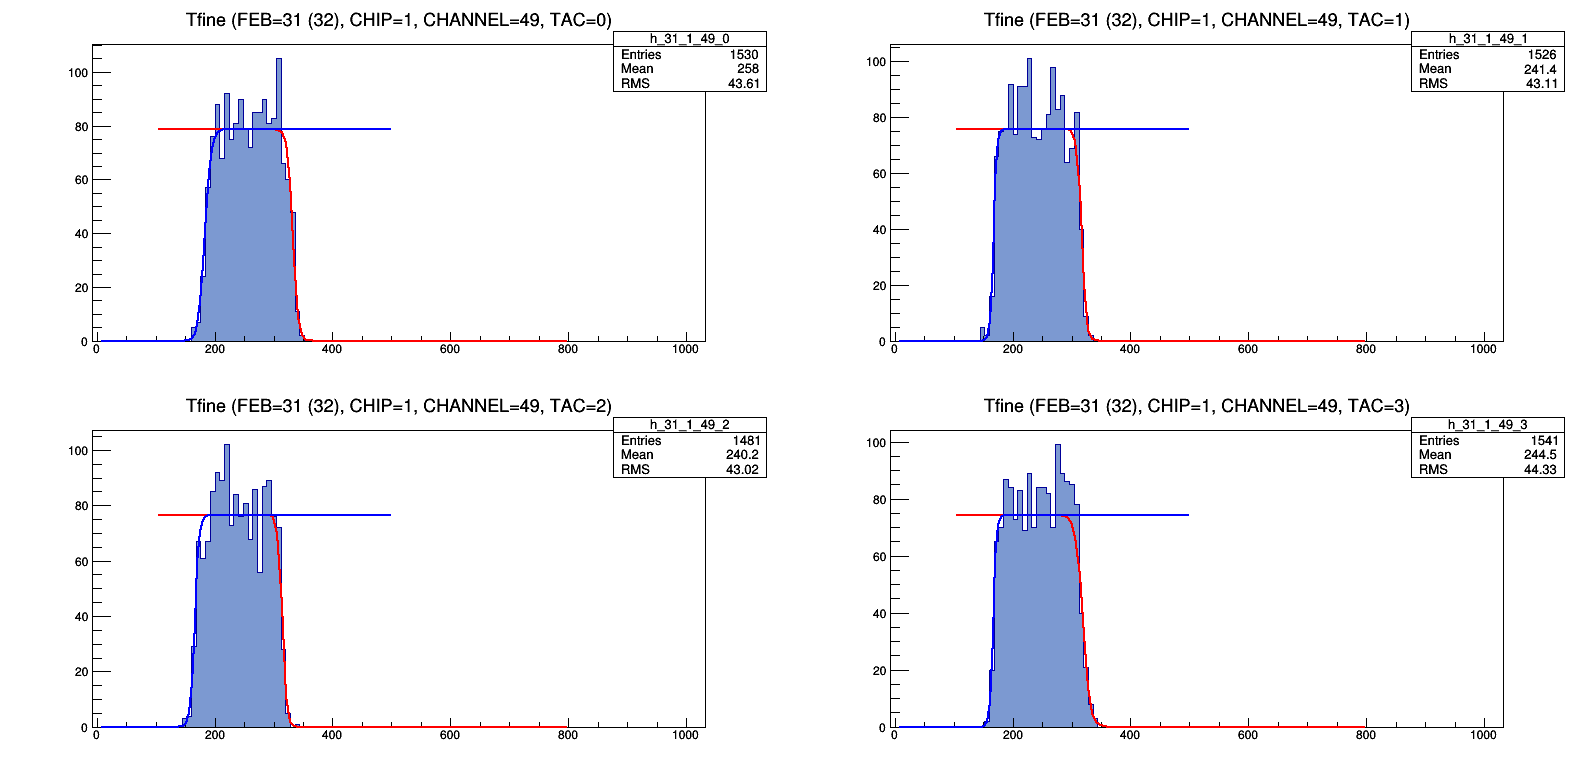 Tfine (FEB=31 (32), CHIP=1, CHANNEL=49, TAC=0)
h_31_1_49_0
Entries 1530
Mean 258
RMS 43.61
100
80
60
40
20
0
0 200 400 600 800 1000
Tfine (FEB=31 (32), CHIP=1, CHANNEL=49, TAC=1)
h_31_1_49_1
Entries 1526
Mean 241.4
RMS 43.11
100
80
60
40
20
0
0 200 400 600 800 1000
Tfine (FEB=31 (32), CHIP=1, CHANNEL=49, TAC=2)
h_31_1_49_2
Entries 1481
Mean 240.2
RMS 43.02
100
80
60
40
20
0
0 200 400 600 800 1000
Tfine (FEB=31 (32), CHIP=1, CHANNEL=49, TAC=3)
h_31_1_49_3
Entries 1541
Mean 244.5
RMS 44.33
100
80
60
40
20
0
0 200 400 600 800 1000